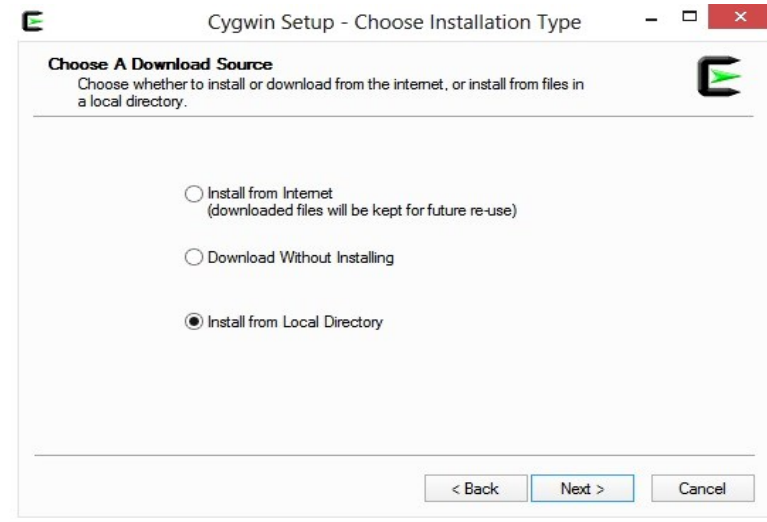 Cygwin Setup - Choose Installation Type
Choose A Download Source
Choose whether to install or download from the internet, or install from files in
a local directory.
Install from Internet
(downloaded files will be kept for future re-use)
Download Without Installing
Install from Local Directory
< Back
Next >
Cancel